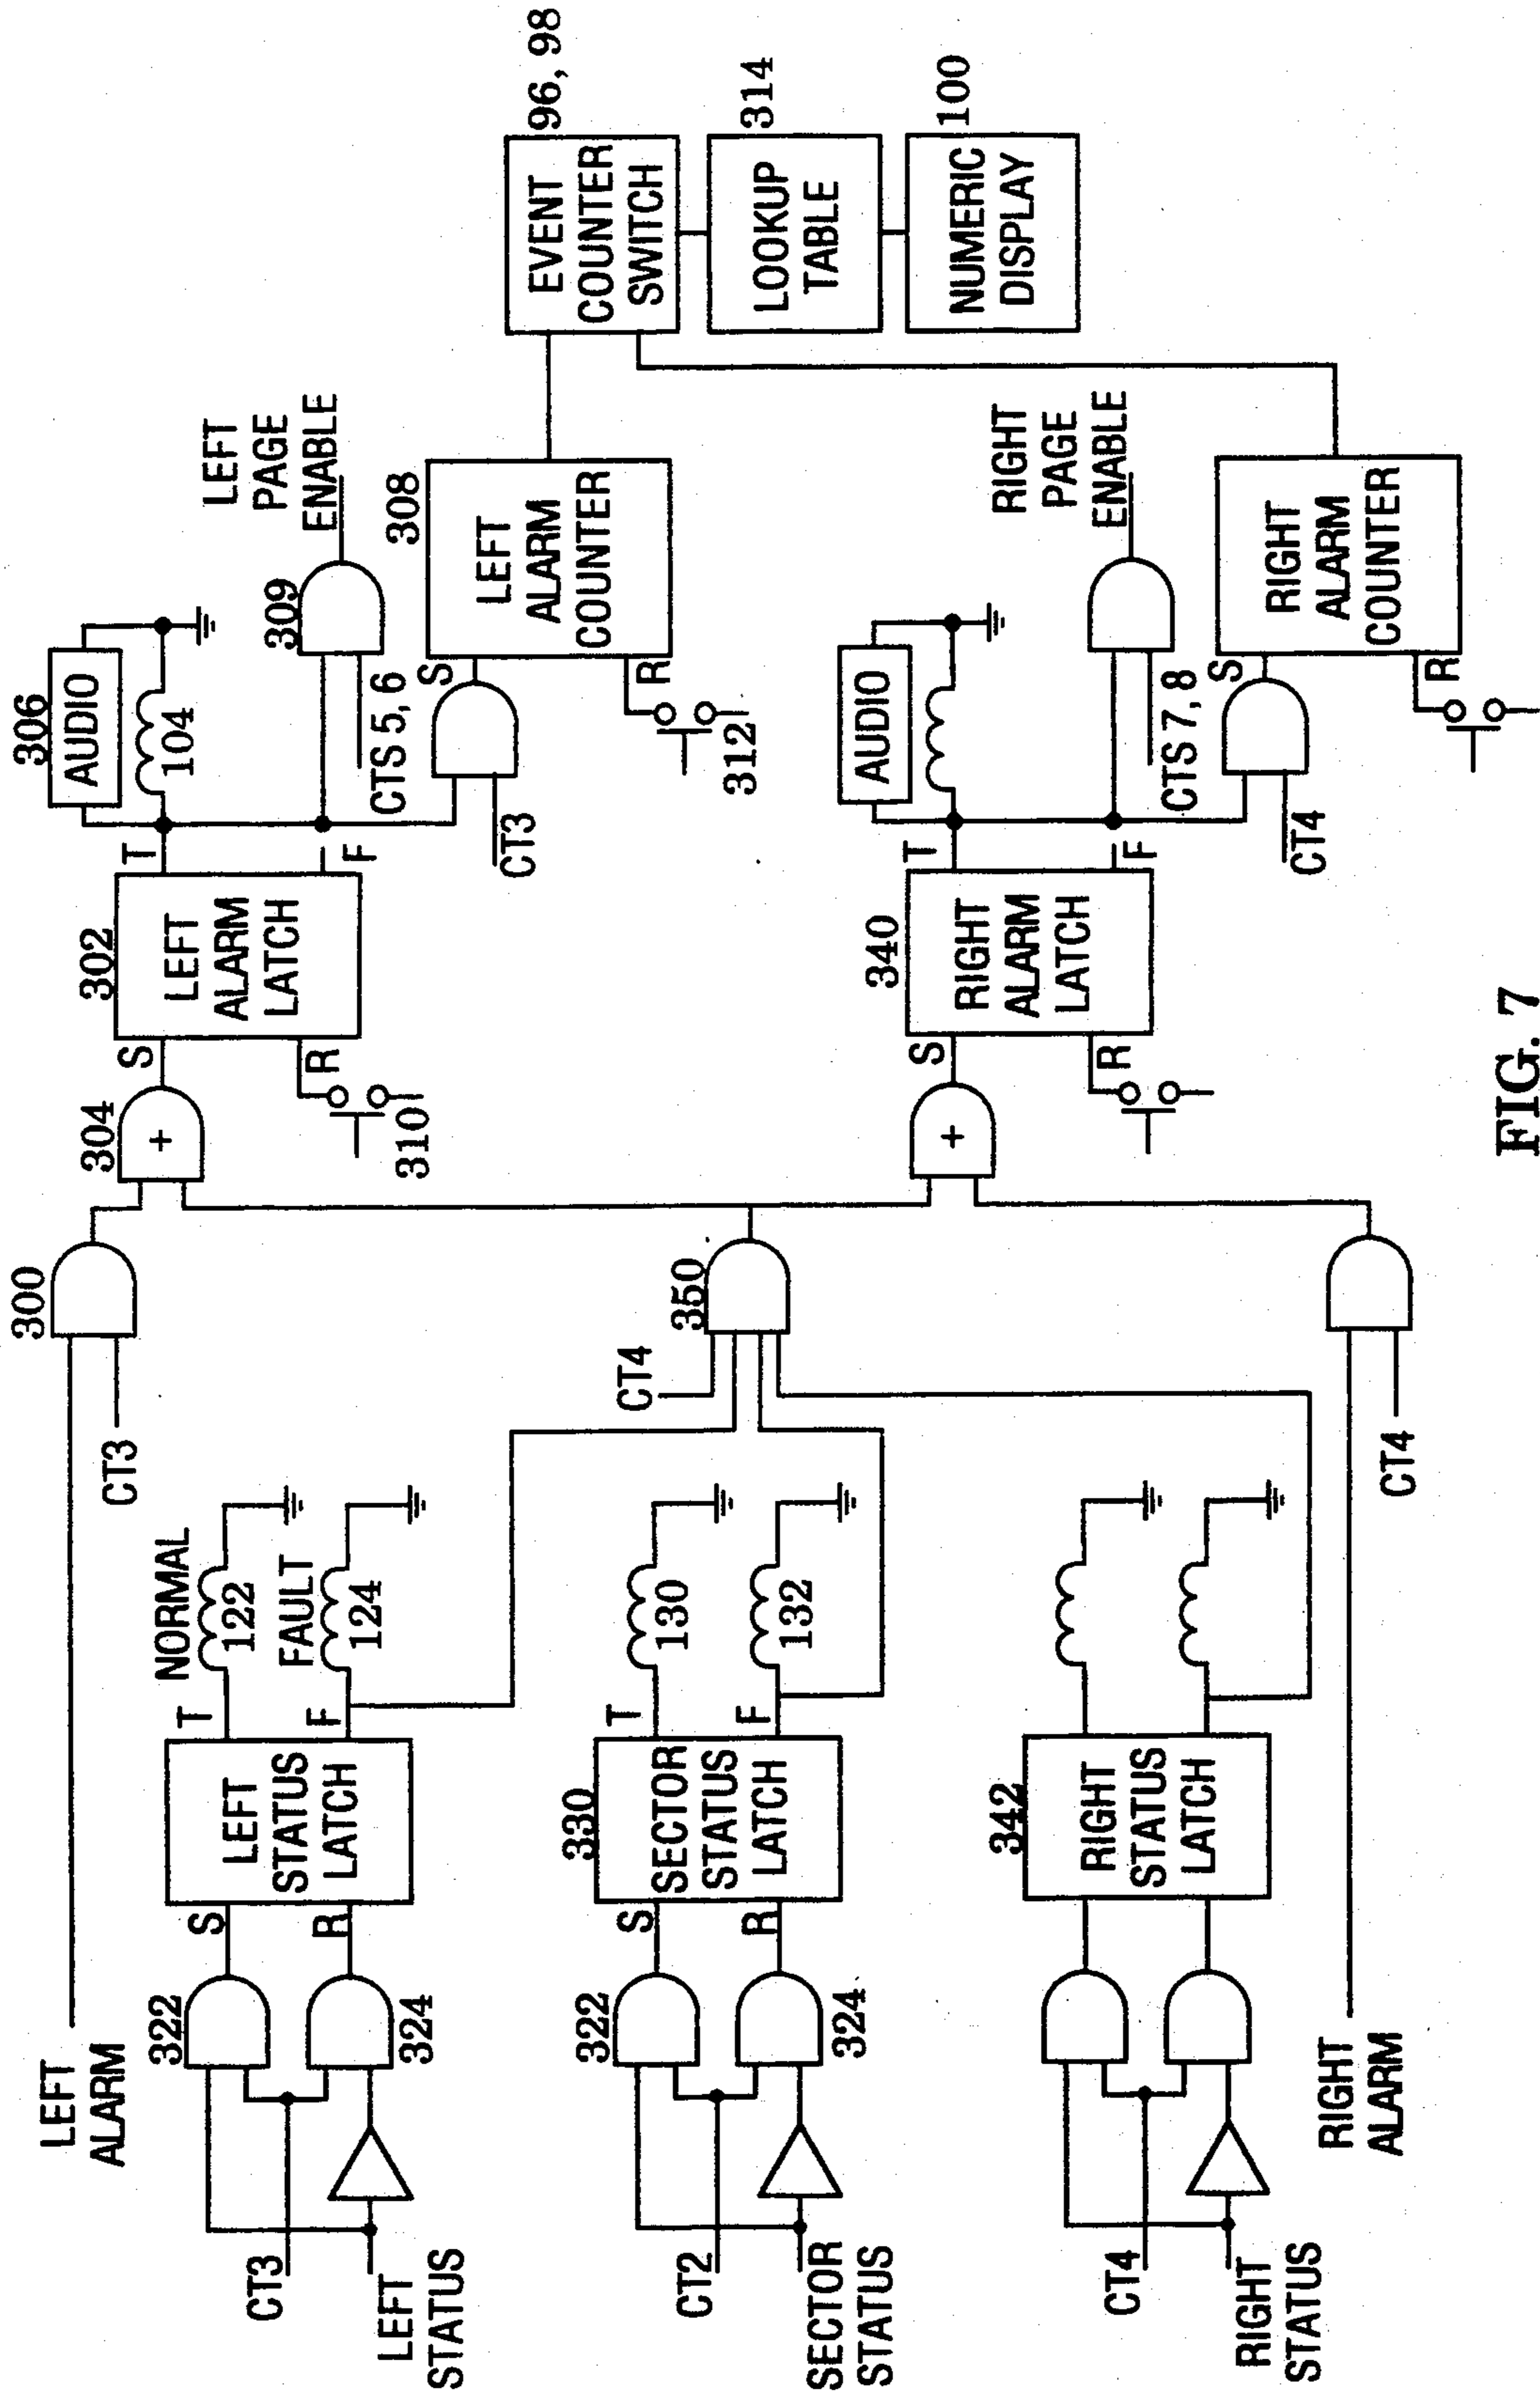 LEFT
ALARM
CT3
300
304
S
R
310
302
LEFT
ALARM
LATCH
T
F
306
AUDIO
104
309
CTS 5, 6
LEFT
PAGE
ENABLE
CT3
S
R
312
308
LEFT
ALARM
COUNTER
EVENT
COUNTER
SWITCH
96, 98
LOOKUP
TABLE
314
NUMERIC
DISPLAY
100
CT3
LEFT
STATUS
322
324
S
R
LEFT
STATUS
LATCH
T
F
NORMAL
122
FAULT
124
CT2
SECTOR
STATUS
322
324
S
R
330
SECTOR
STATUS
LATCH
T
F
130
132
CT4
350
CT4
RIGHT
STATUS
342
RIGHT
STATUS
LATCH
RIGHT
ALARM
CT4
S
R
340
RIGHT
ALARM
LATCH
T
F
AUDIO
CTS 7, 8
RIGHT
PAGE
ENABLE
CT4
S
R
RIGHT
ALARM
COUNTER
FIG. 7